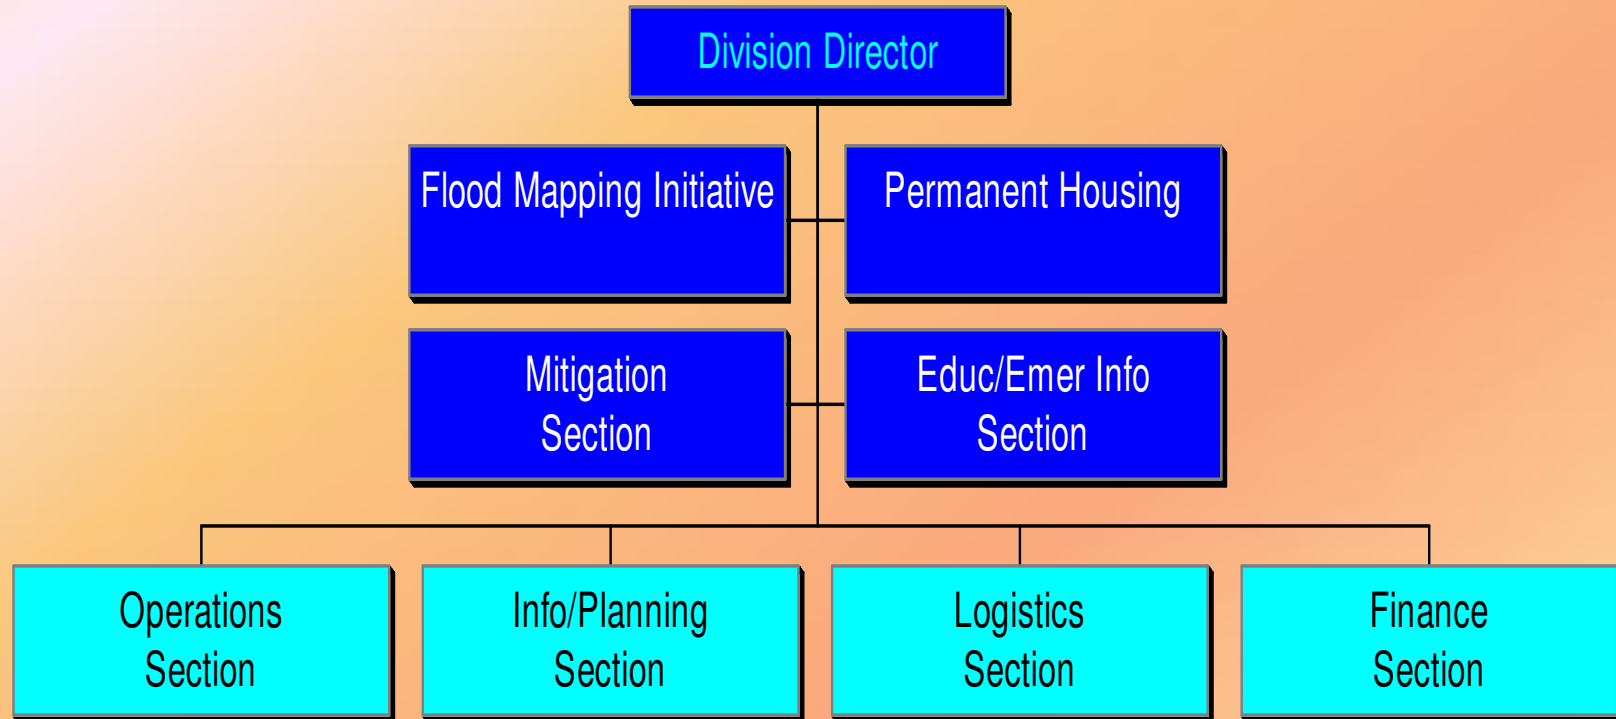 Division Director
Flood Mapping Initiative
Permanent Housing
Mitigation
Section
Educ/Emer Info
Section
Operations
Section
Info/Planning
Section
Logistics
Section
Finance
Section